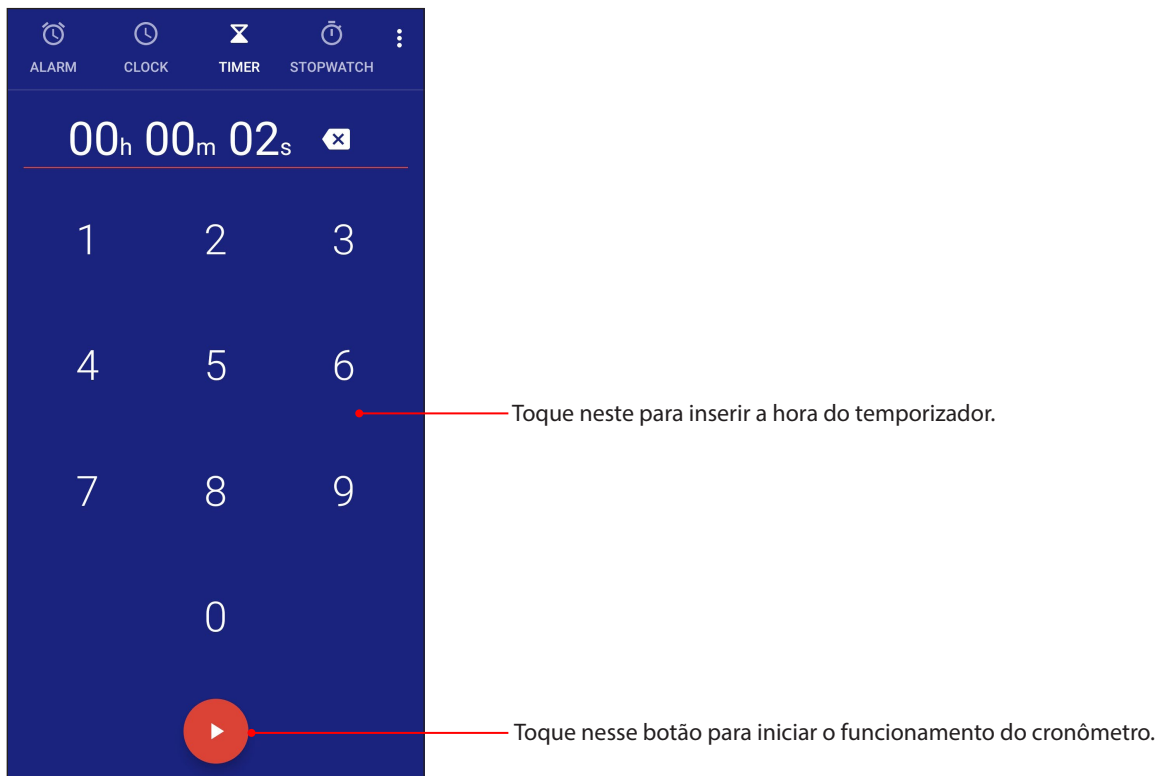 ALARM CLOCK TIMER STOPWATCH
00h 00m 02s
1 2 3
4 5 6
Toque neste para inserir a hora do temporizador.
7 8 9
0
Toque nesse botão para iniciar o funcionamento do cronômetro.